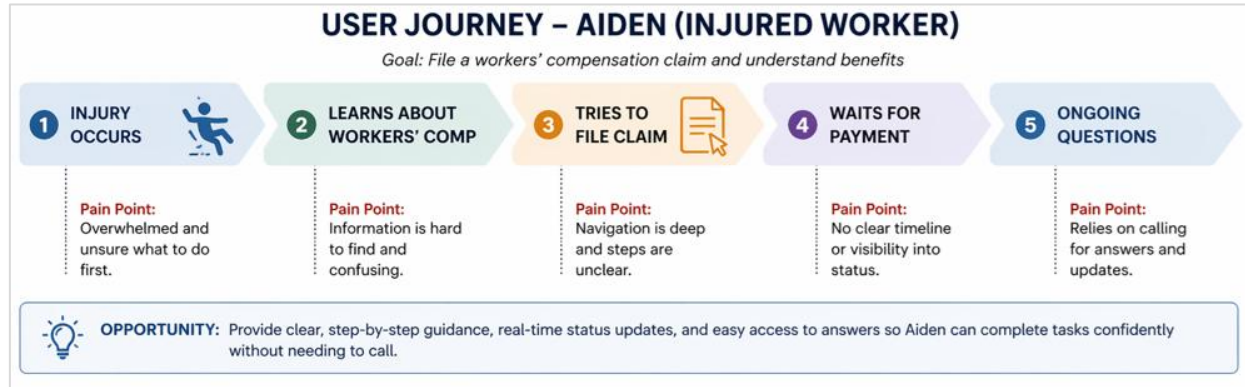 USER JOURNEY – AIDEN (INJURED WORKER)
Goal: File a workers’ compensation claim and understand benefits
1 INJURY
OCCURS
2 LEARNS ABOUT
WORKERS’ COMP
3 TRIES TO
FILE CLAIM
4 WAITS FOR
PAYMENT
5 ONGOING
QUESTIONS
Pain Point:
Overwhelmed and
unsure what to do
first.
Pain Point:
Information is hard
to find and
confusing.
Pain Point:
Navigation is deep
and steps are
unclear.
Pain Point:
No clear timeline
or visibility into
status.
Pain Point:
Relies on calling
for answers and
updates.
OPPORTUNITY: Provide clear, step-by-step guidance, real-time status updates, and easy access to answers so Aiden can complete tasks confidently
without needing to call.